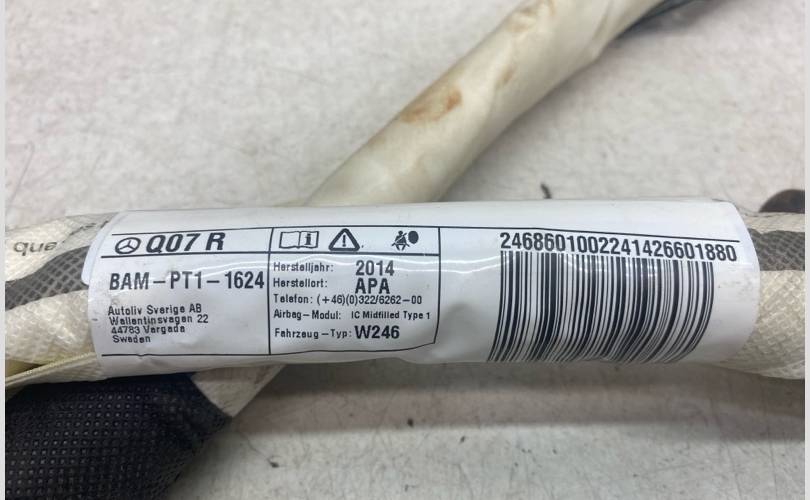 que
Q07 R
BAM-PT1-1624
Autoliv Sverige AB
Wallentinsvagen 22
44783 Vargada
Sweden
Herstelljahr: 2014
Herstellort: APA
Telefon: (+46)(0)322/6262-00
Airbag-Modul: IC Midfilled Type 1
Fahrzeug-Typ: W246
2468601002241426601880